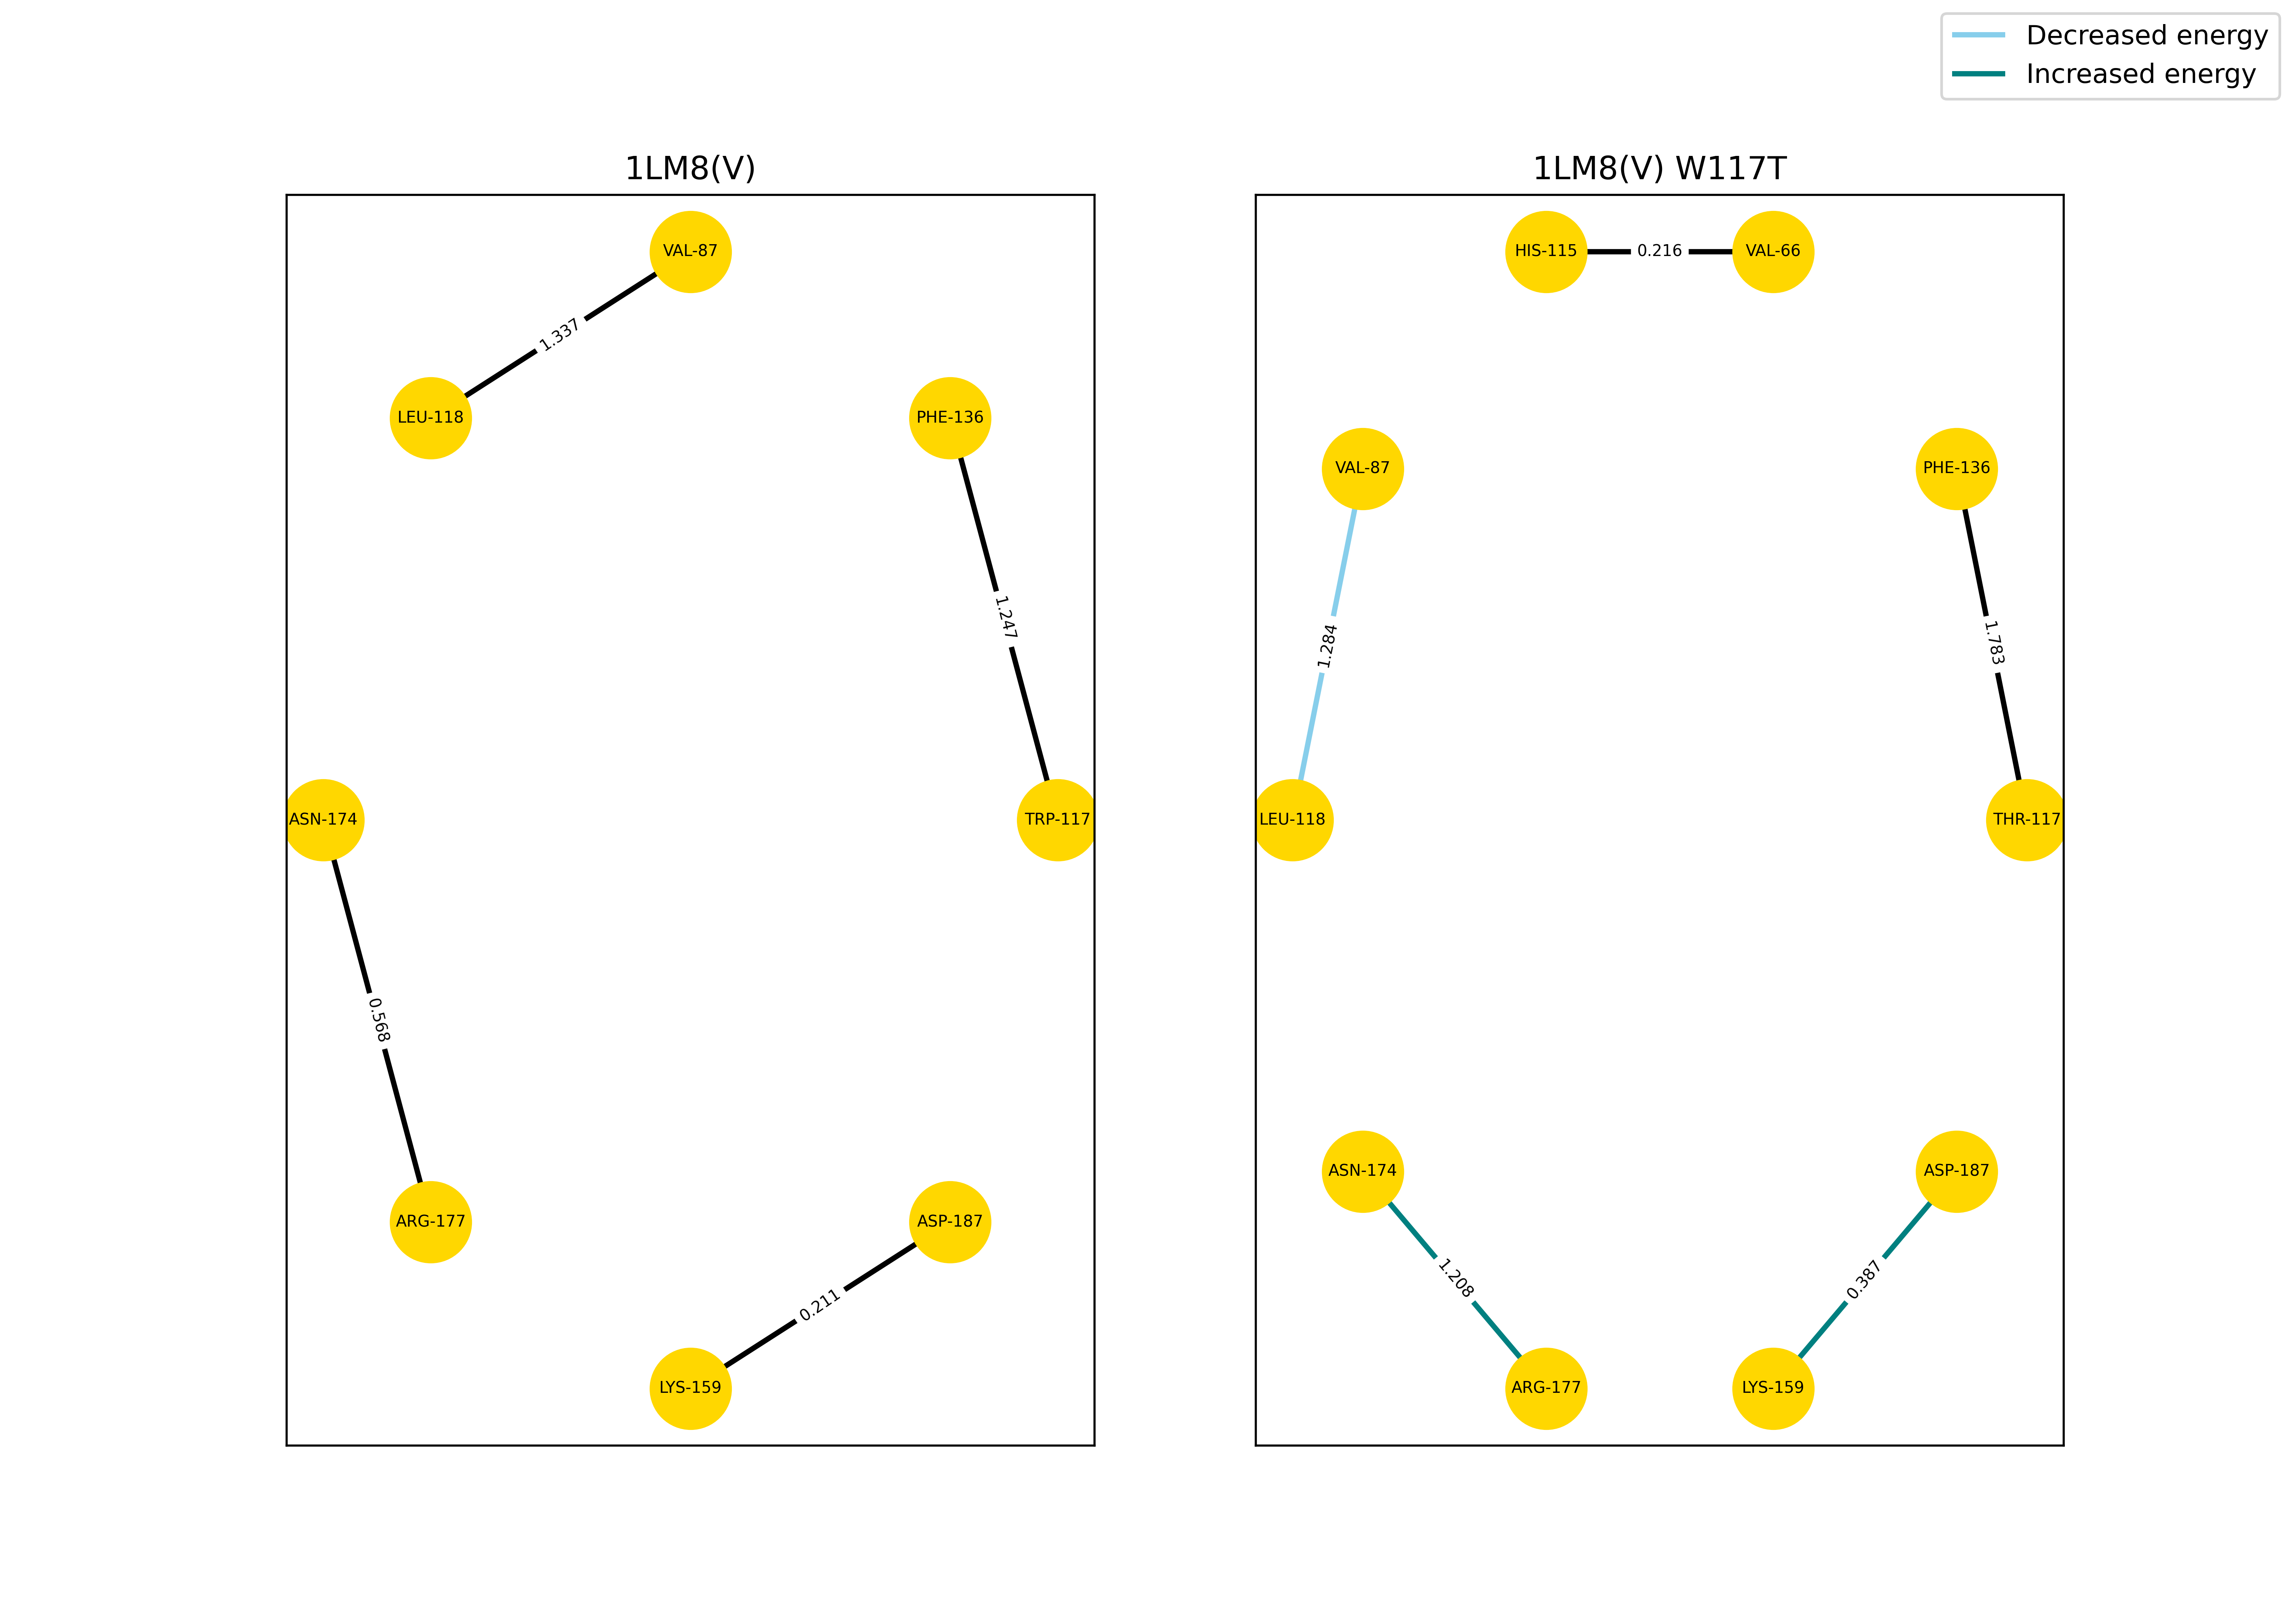 Decreased energy
Increased energy
1LM8(V)
VAL-87
1.337
LEU-118
PHE-136
1.247
ASN-174
TRP-117
0.568
ARG-177
ASP-187
0.211
LYS-159
1LM8(V) W117T
HIS-115
0.216
VAL-66
VAL-87
PHE-136
1.284
1.783
LEU-118
THR-117
ASN-174
ASP-187
1.208
0.387
ARG-177
LYS-159